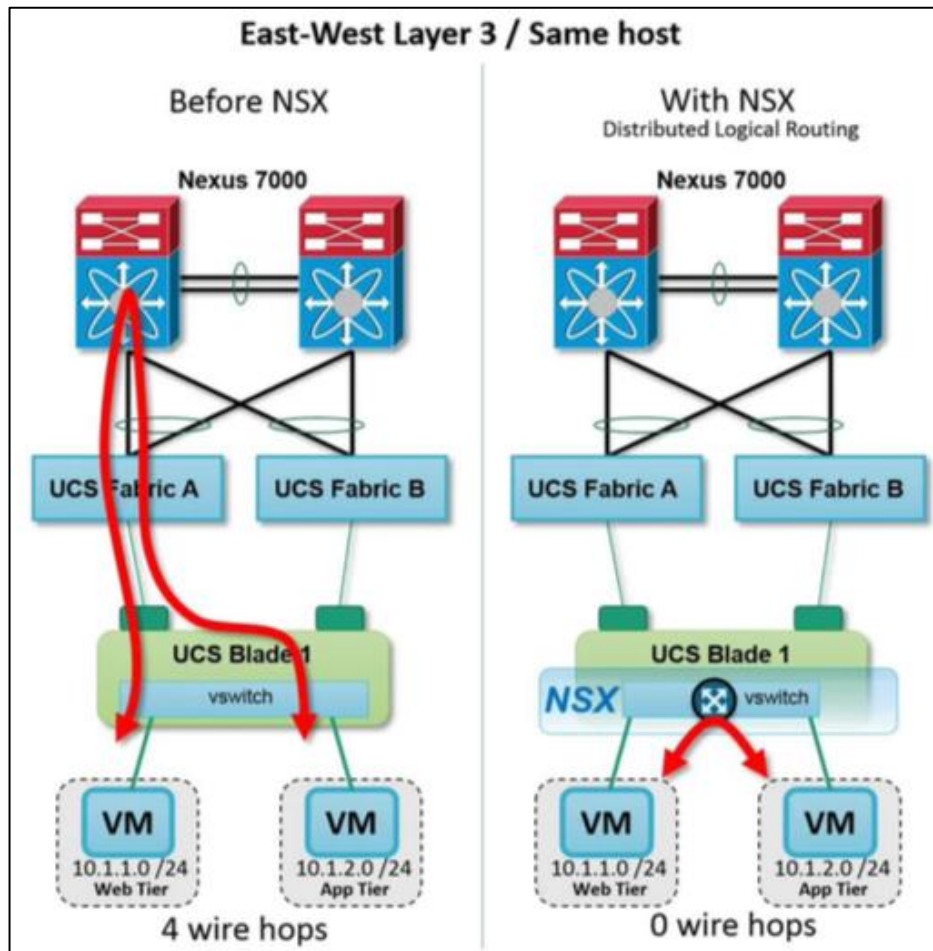 East-West Layer 3 / Same host
Before NSX
Nexus 7000
UCS Fabric A
UCS Fabric B
UCS Blade 1
vswitch
VM
10.1.1.0 /24
Web Tier
VM
10.1.2.0 /24
App Tier
4 wire hops
With NSX
Distributed Logical Routing
Nexus 7000
UCS Fabric A
UCS Fabric B
UCS Blade 1
NSX
vswitch
VM
10.1.1.0 /24
Web Tier
VM
10.1.2.0 /24
App Tier
0 wire hops